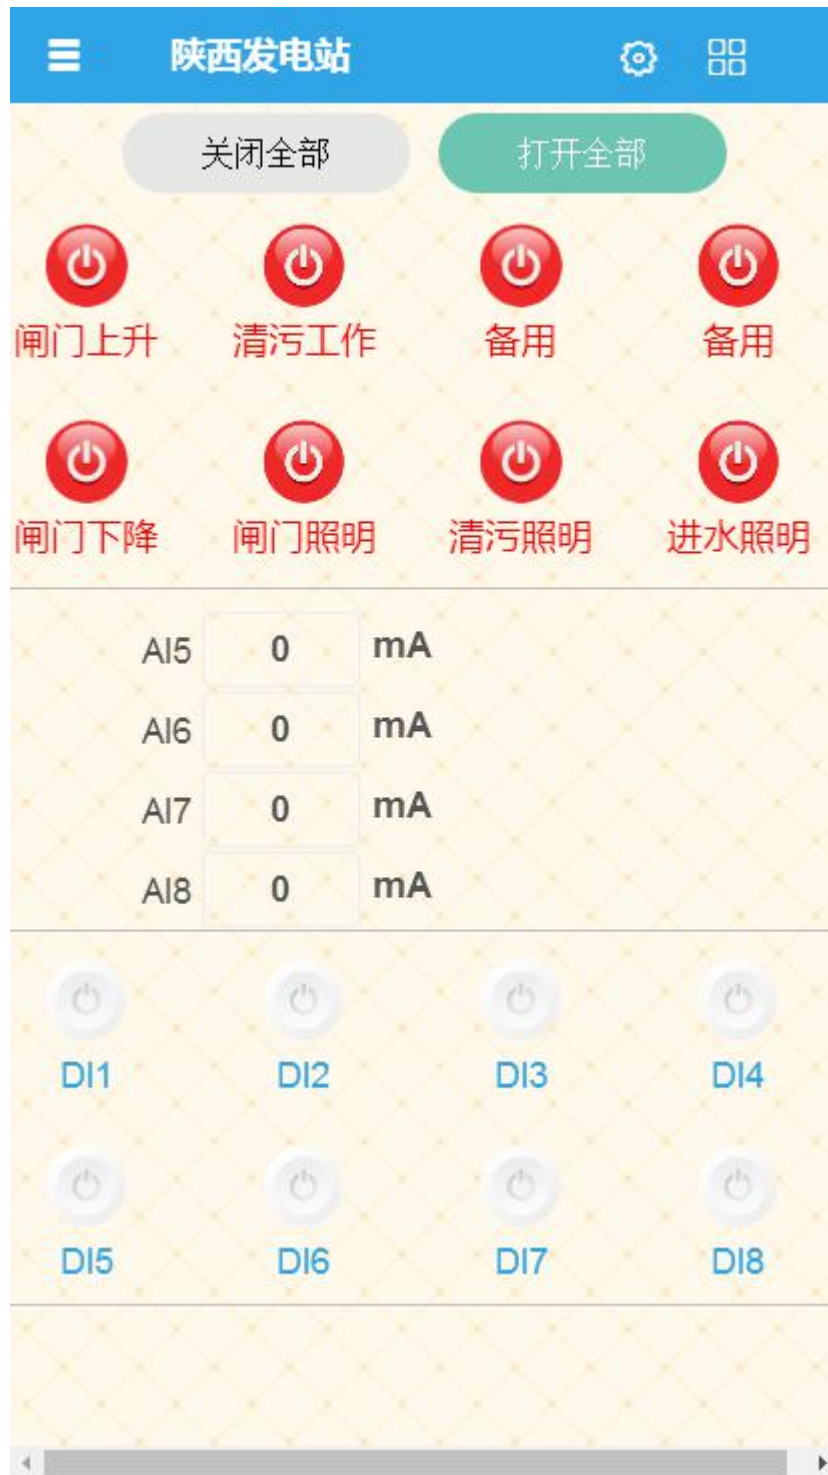 陕西发电站
关闭全部 打开全部
闸门上升 清污工作 备用 备用
闸门下降 闸门照明 清污照明 进水照明
AI5 0 mA
AI6 0 mA
AI7 0 mA
AI8 0 mA
DI1 DI2 DI3 DI4
DI5 DI6 DI7 DI8